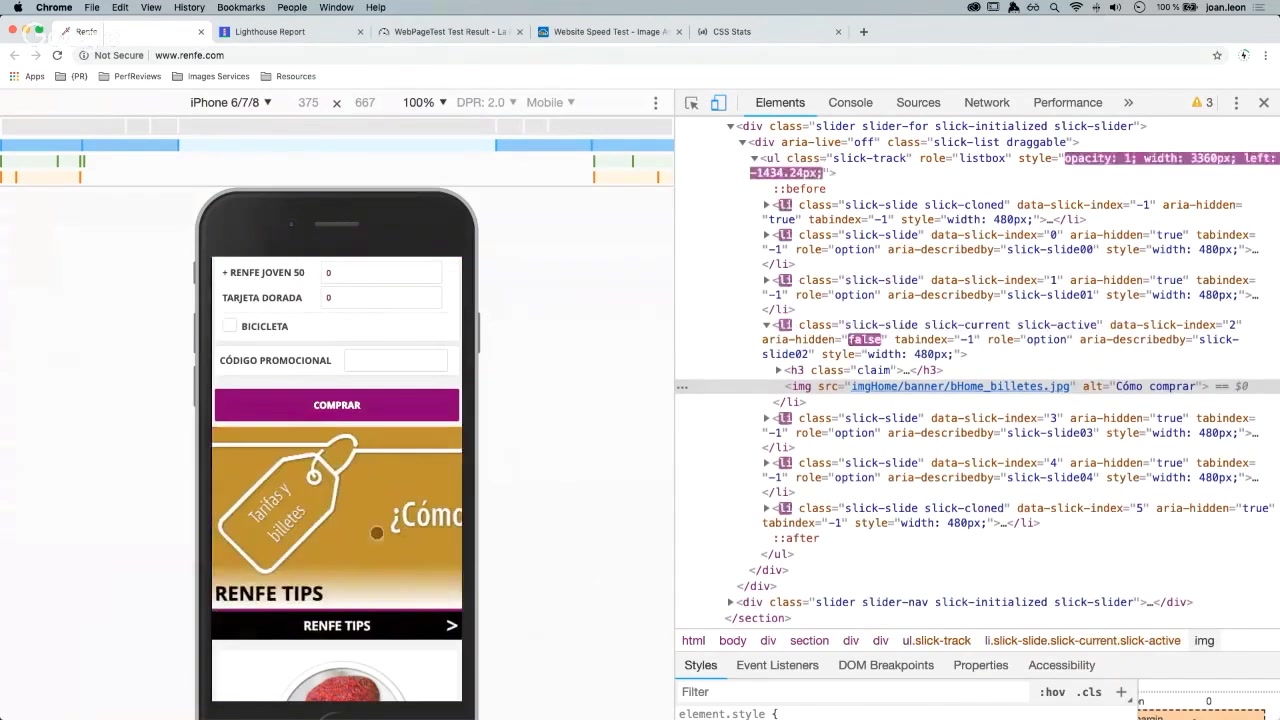 Chrome File Edit View History Bookmarks People Window Help 100 % joan.leon
Renfe Lighthouse Report WebPageTest Test Result - La Website Speed Test - Image A CSS Stats
Not Secure www.renfe.com
Apps {PR} PerfReviews Images Services Resources
iPhone 6/7/8 ▼ 375 × 667 100% ▼ DPR: 2.0 ▼ Mobile ▼
Elements Console Sources Network Performance » 3
+ RENFE JOVEN 50 0
TARJETA DORADA 0
BICICLETA
CÓDIGO PROMOCIONAL
COMPRAR
Tarifas y
billetes
¿Cómo
RENFE TIPS
RENFE TIPS >
▼<div class="slider slider-for slick-initialized slick-slider">
▼<div aria-live="off" class="slick-list draggable">
▼<ul class="slick-track" role="listbox" style="opacity: 1; width: 3360px; left:
-1434.24px;">
::before
▶<li class="slick-slide slick-cloned" data-slick-index="-1" aria-hidden=
"true" tabindex="-1" style="width: 480px;">…</li>
▶<li class="slick-slide" data-slick-index="0" aria-hidden="true" tabindex=
"-1" role="option" aria-describedby="slick-slide00" style="width: 480px;">…
</li>
▶<li class="slick-slide" data-slick-index="1" aria-hidden="true" tabindex=
"-1" role="option" aria-describedby="slick-slide01" style="width: 480px;">…
</li>
▼<li class="slick-slide slick-current slick-active" data-slick-index="2"
aria-hidden="false" tabindex="-1" role="option" aria-describedby="slick-
slide02" style="width: 480px;">
▶<h3 class="claim">…</h3>
<img src="imgHome/banner/bHome_billetes.jpg" alt="Cómo comprar"> == $0
</li>
▶<li class="slick-slide" data-slick-index="3" aria-hidden="true" tabindex=
"-1" role="option" aria-describedby="slick-slide03" style="width: 480px;">…
</li>
▶<li class="slick-slide" data-slick-index="4" aria-hidden="true" tabindex=
"-1" role="option" aria-describedby="slick-slide04" style="width: 480px;">…
</li>
▶<li class="slick-slide slick-cloned" data-slick-index="5" aria-hidden="true"
tabindex="-1" style="width: 480px;">…</li>
::after
</ul>
</div>
</div>
▶<div class="slider slider-nav slick-initialized slick-slider">…</div>
</section>
html body div section div div ul.slick-track li.slick-slide.slick-current.slick-active img
Styles Event Listeners DOM Breakpoints Properties Accessibility
Filter :hov .cls +
element.style {
0